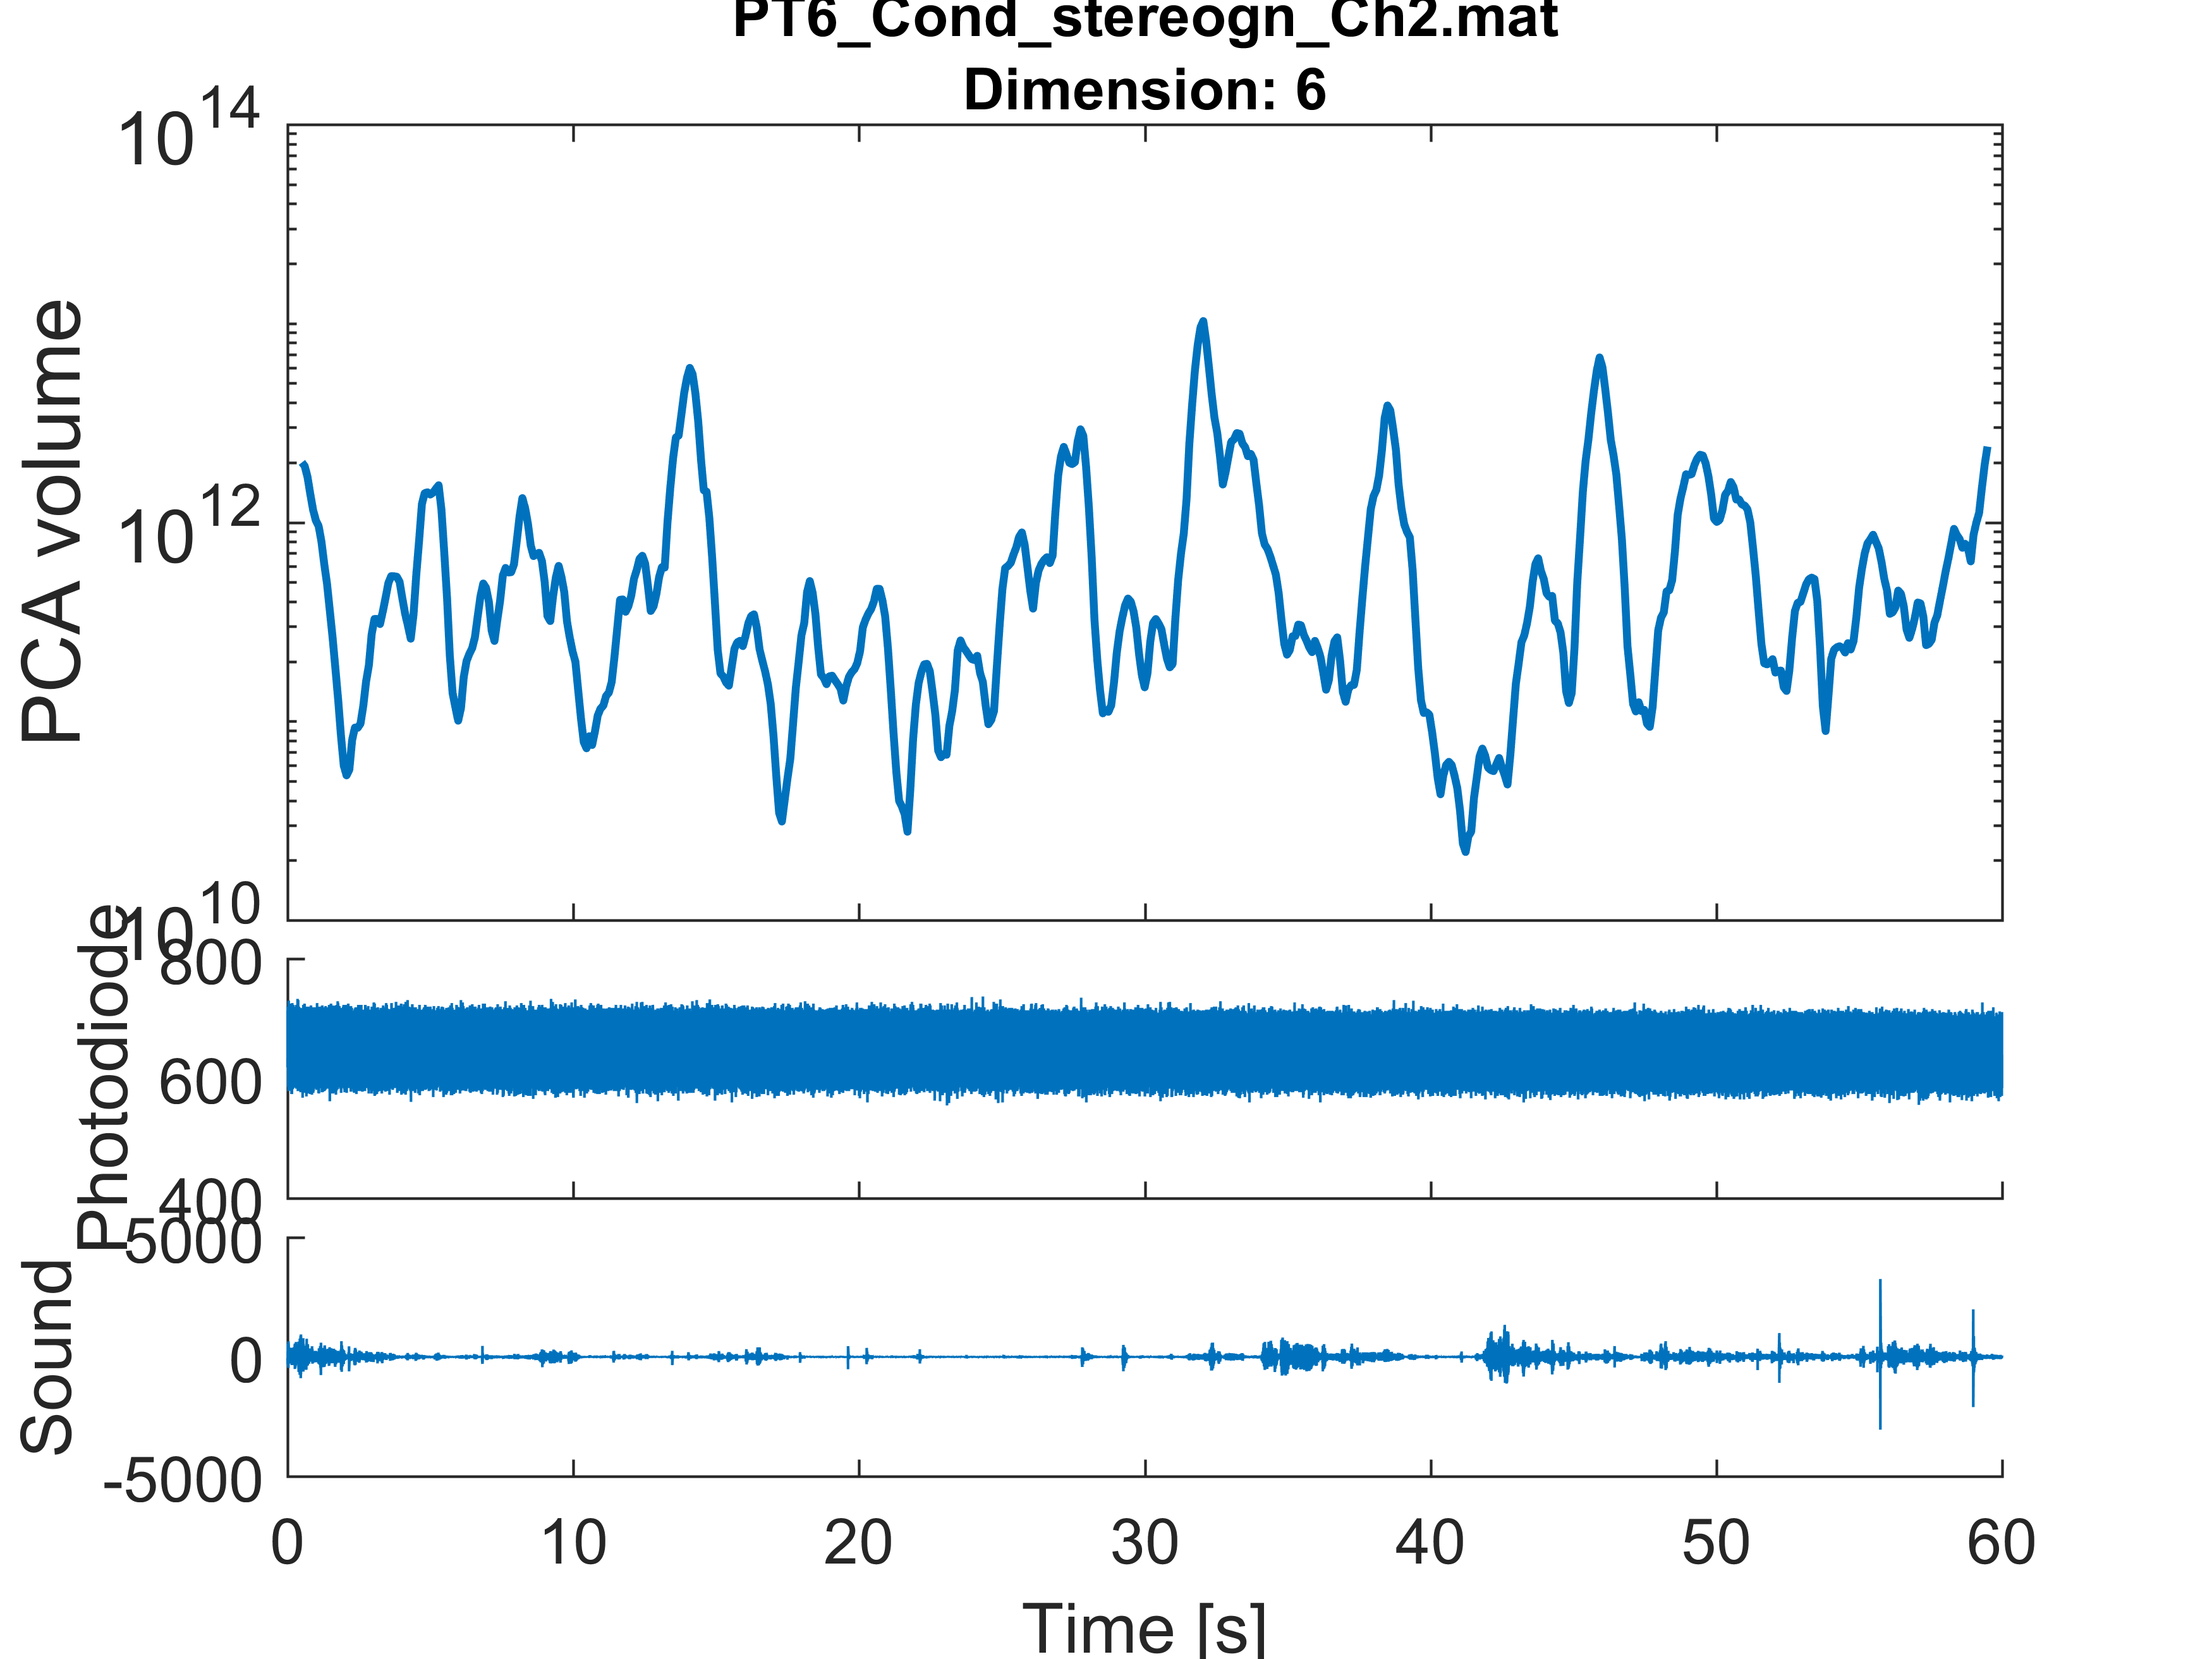 PT6_Cond_stereogn_Ch2.mat
Dimension: 6
10^14
10^12
10^10
PCA volume
800
600
400
Photodiode
5000
0
-5000
Sound
0 10 20 30 40 50 60
Time [s]